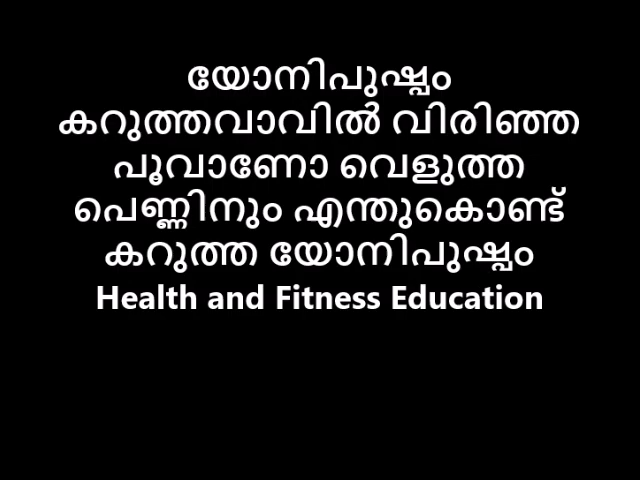 യോനിപുഷ്പം
കറുത്തവാവിൽ വിരിഞ്ഞ
പൂവാണോ വെളുത്ത
പെണ്ണിനും എന്തുകൊണ്ട്
കറുത്ത യോനിപുഷ്പം
Health and Fitness Education